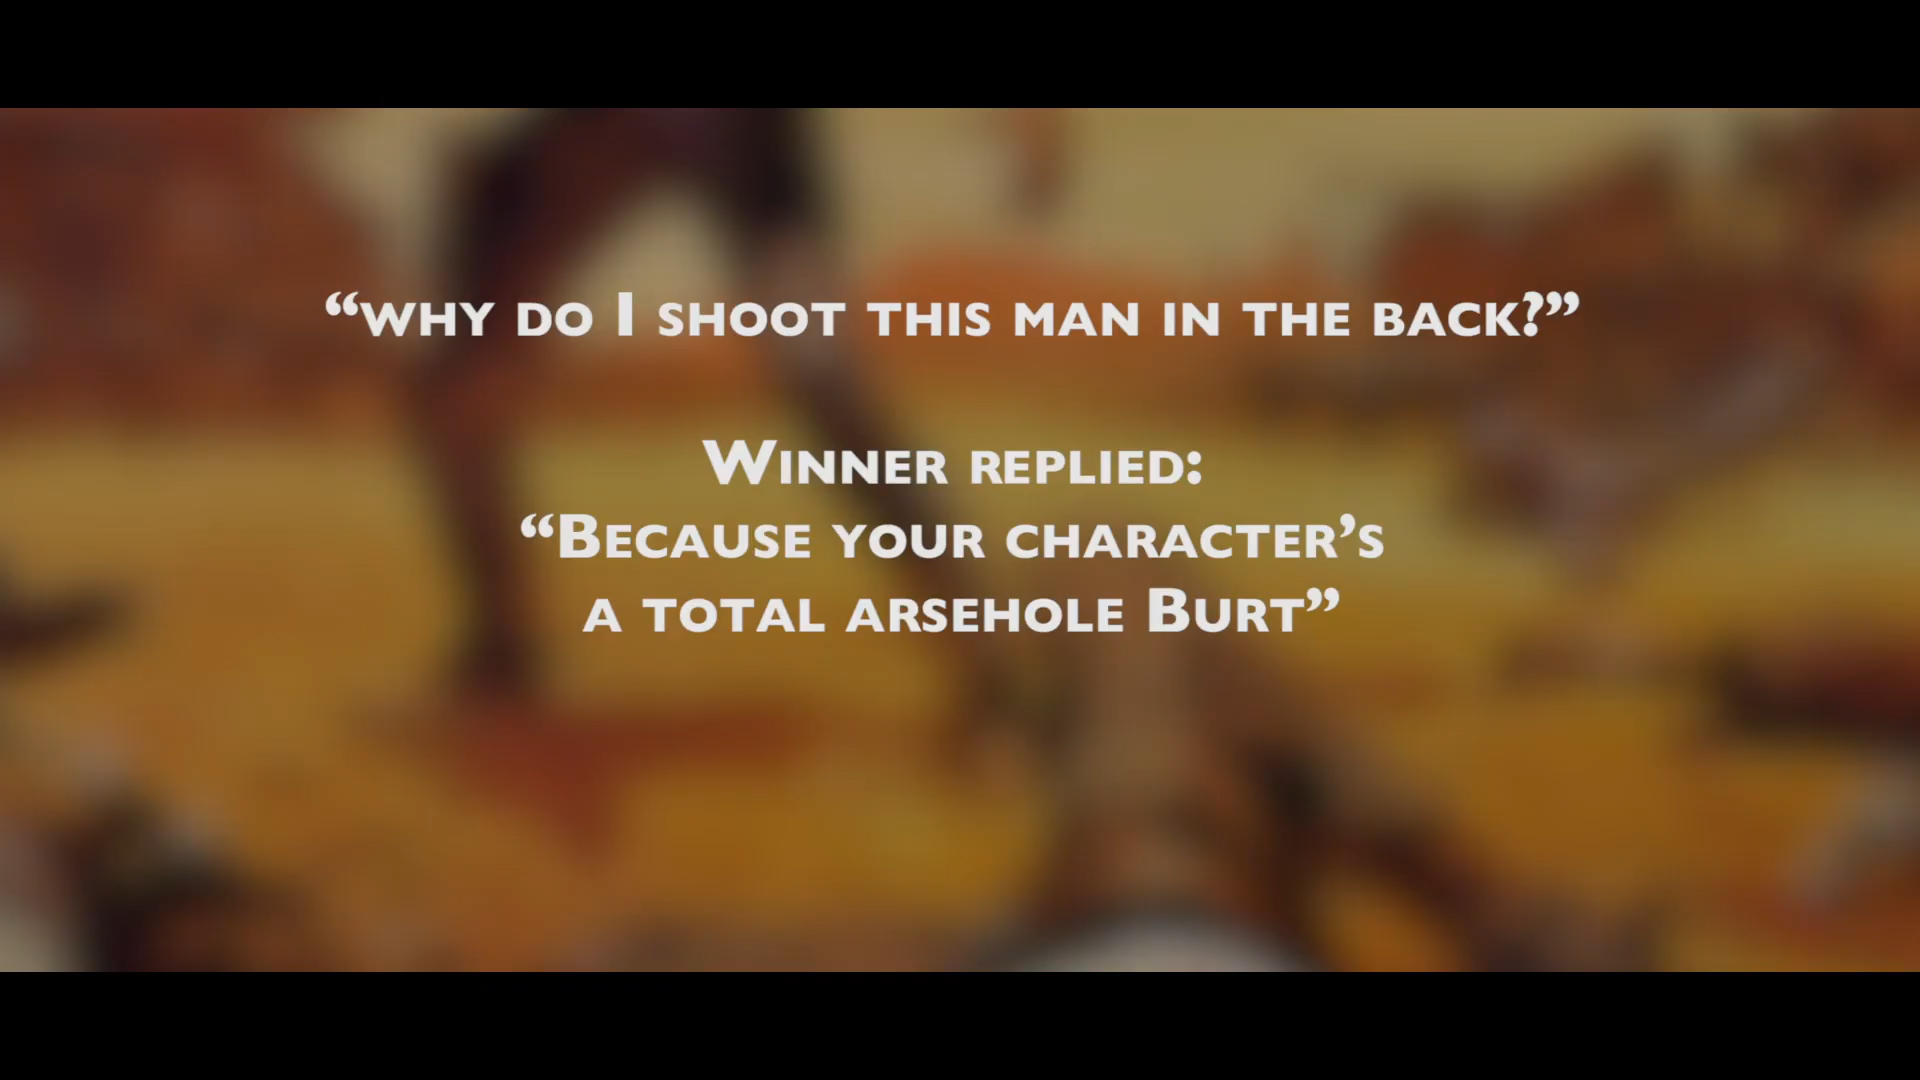 “why do I shoot this man in the back?”
Winner replied:
“Because your character’s
a total arsehole Burt”